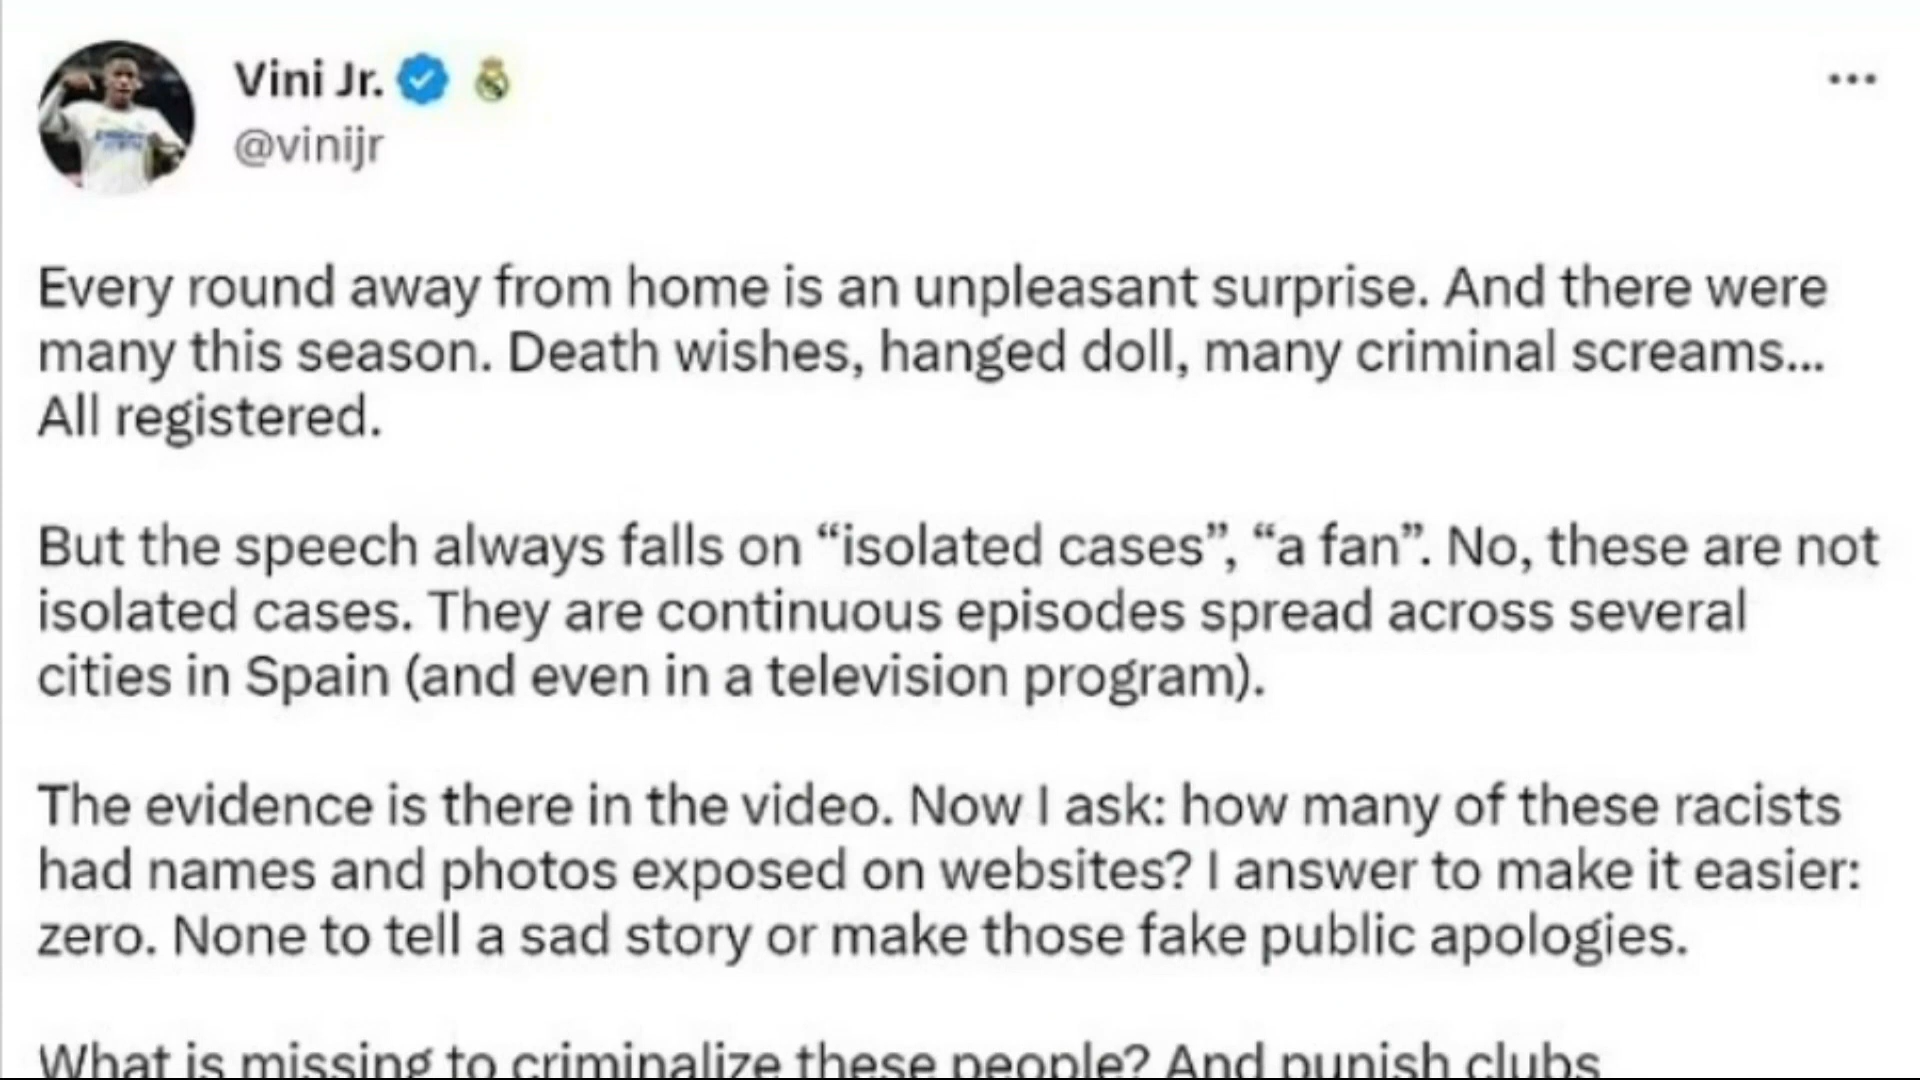 Vini Jr.
@vinijr
Every round away from home is an unpleasant surprise. And there were
many this season. Death wishes, hanged doll, many criminal screams...
All registered.
But the speech always falls on “isolated cases”, “a fan”. No, these are not
isolated cases. They are continuous episodes spread across several
cities in Spain (and even in a television program).
The evidence is there in the video. Now I ask: how many of these racists
had names and photos exposed on websites? I answer to make it easier:
zero. None to tell a sad story or make those fake public apologies.
What is missing to criminalize these people? And punish clubs